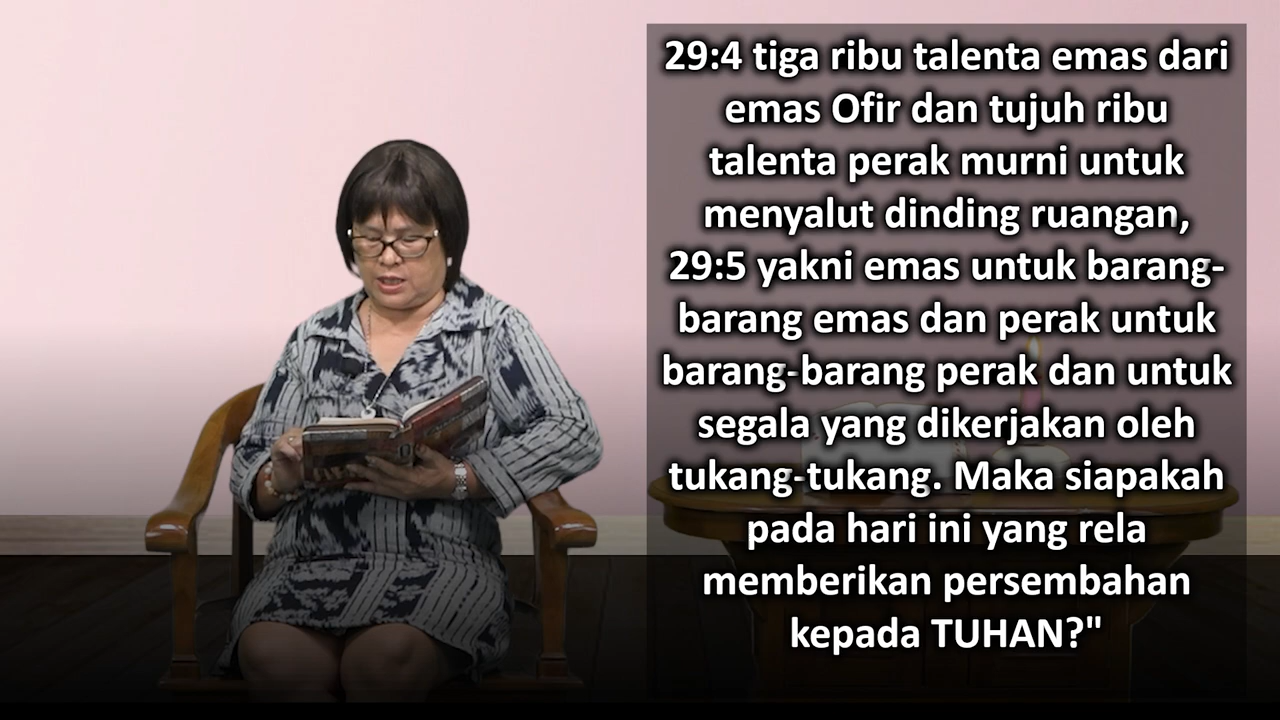 29:4 tiga ribu talenta emas dari
emas Ofir dan tujuh ribu
talenta perak murni untuk
menyalut dinding ruangan,
29:5 yakni emas untuk barang-
barang emas dan perak untuk
barang-barang perak dan untuk
segala yang dikerjakan oleh
tukang-tukang. Maka siapakah
pada hari ini yang rela
memberikan persembahan
kepada TUHAN?"